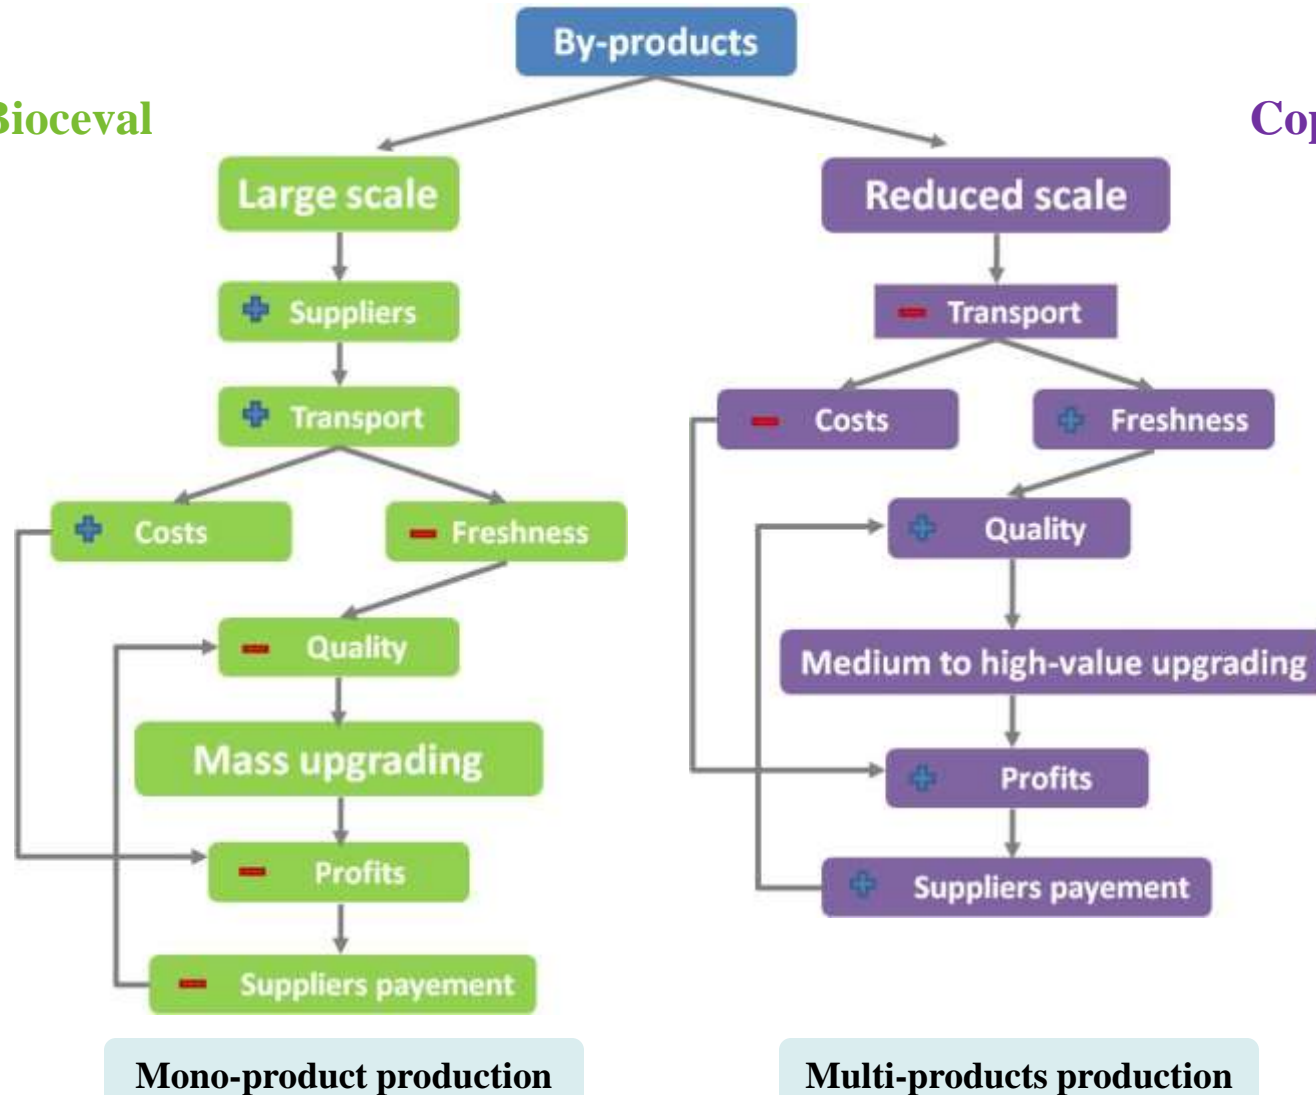 By-products
Bioceval
Cop
Large scale
Suppliers
Transport
Costs
Freshness
Quality
Mass upgrading
Profits
Suppliers payement
Mono-product production
Reduced scale
Transport
Costs
Freshness
Quality
Medium to high-value upgrading
Profits
Suppliers payement
Multi-products production